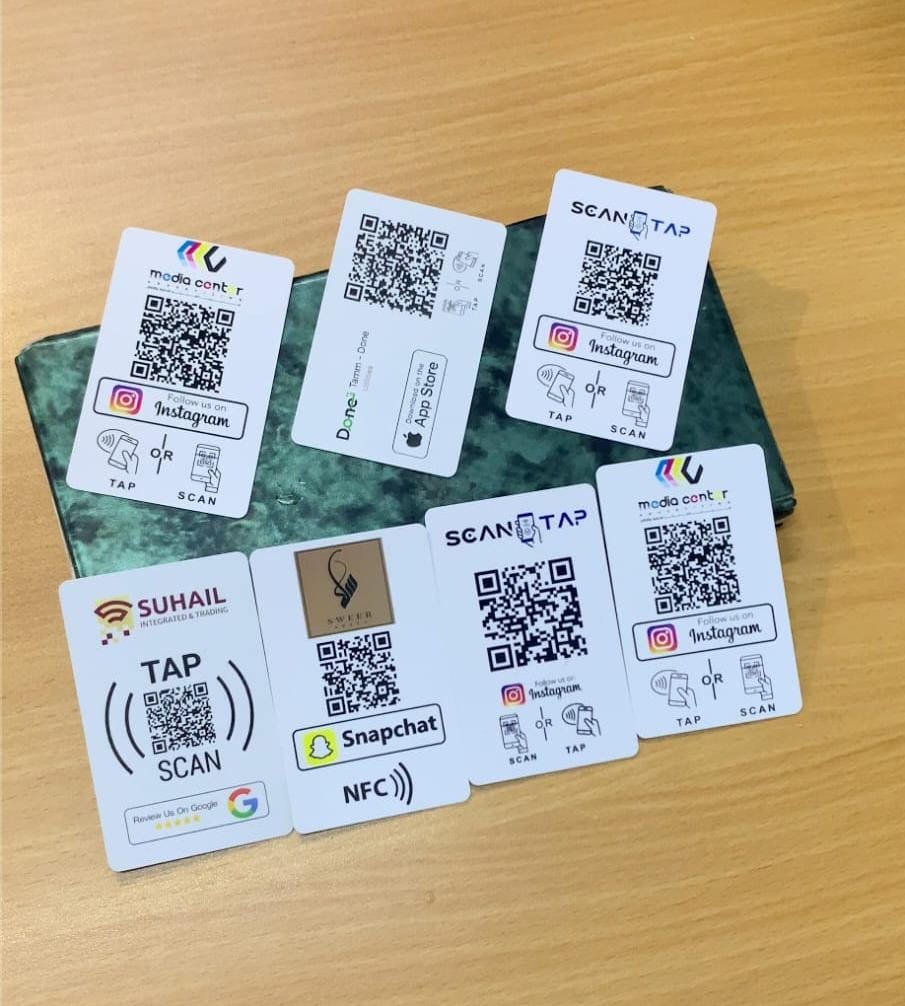 media center
Follow us on
Instagram
OR
TAP
SCAN
SCAN
OR
TAP
Done
Tamm - Done
Utilities
Download on the
App Store
SCAN TAP
Follow us on
Instagram
OR
TAP
SCAN
SUHAIL
INTEGRATED & TRADING
TAP
SCAN
Review Us On Google
SWEER
Snapchat
NFC
SCAN TAP
Follow us on
Instagram
OR
SCAN
TAP
media center
Follow us on
Instagram
OR
TAP
SCAN